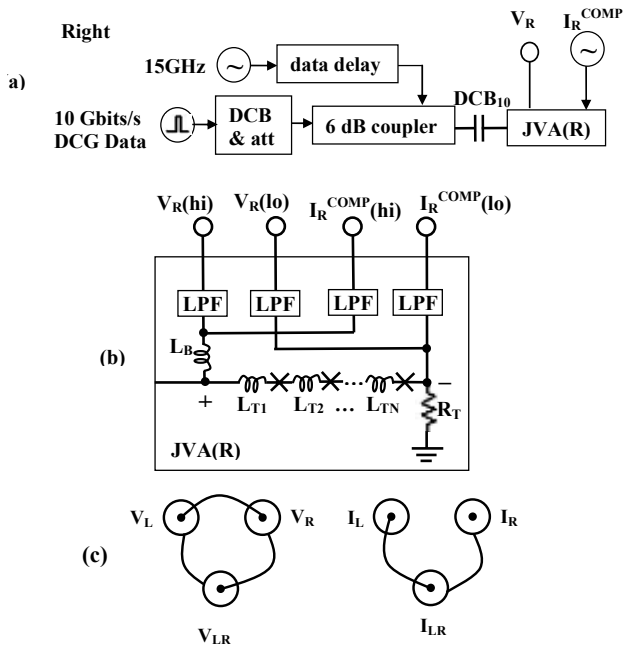 Right
V_R I_R^COMP
a)
15GHz data delay
10 Gbits/s
DCG Data
DCB
& att
6 dB coupler
DCB_10
JVA(R)
V_R(hi) V_R(lo) I_R^COMP(hi) I_R^COMP(lo)
LPF LPF LPF LPF
(b)
L_B
+ −
L_T1 L_T2 ... L_TN
...
R_T
JVA(R)
V_L V_R I_L I_R
(c)
V_LR I_LR